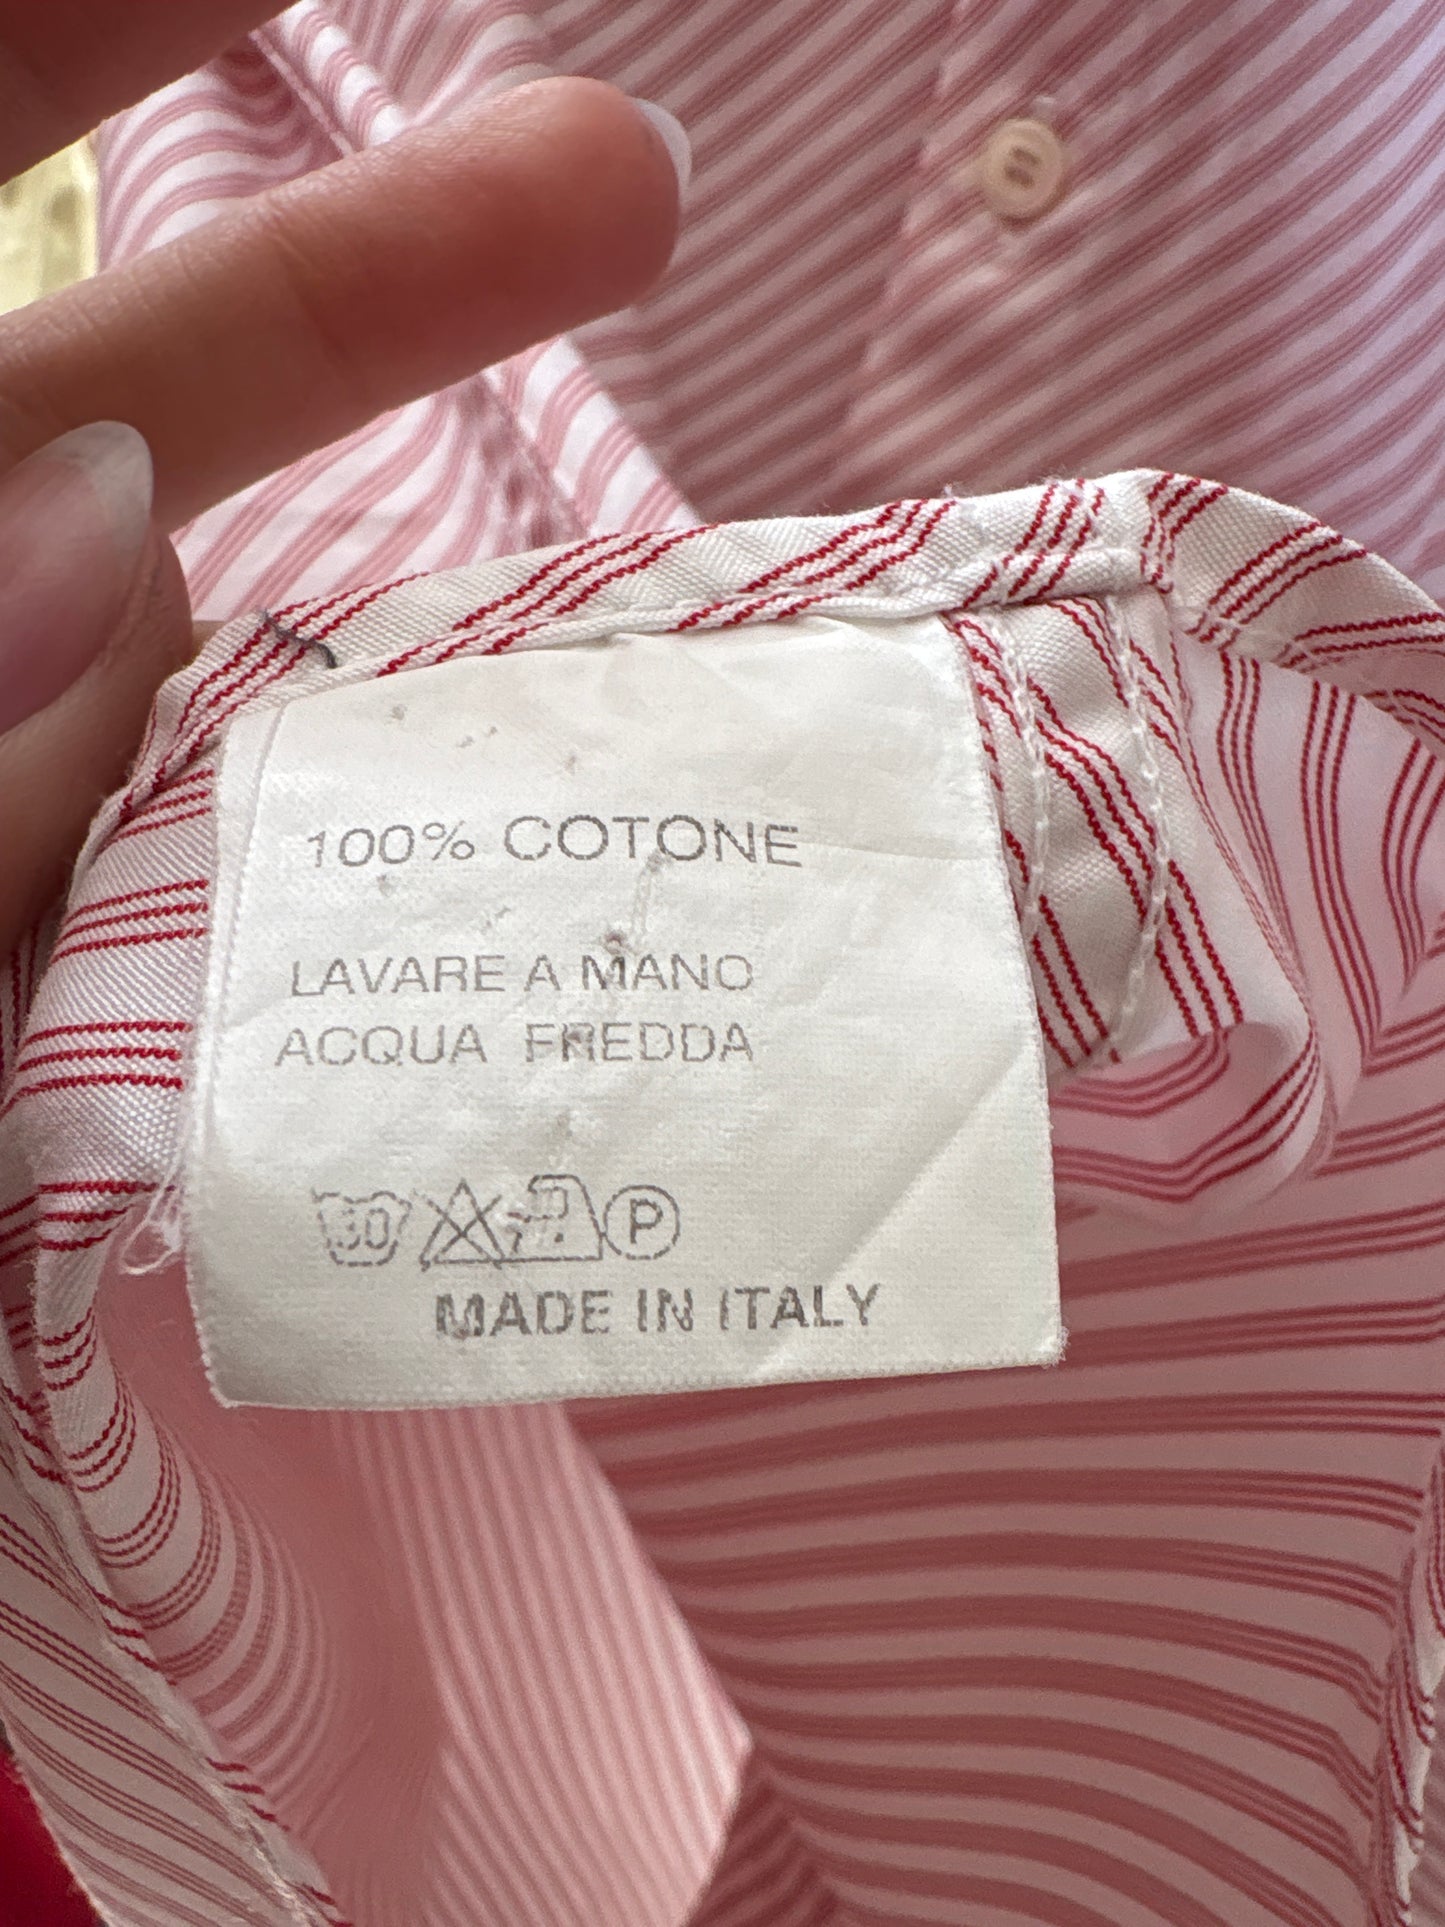 100% COTONE
LAVARE A MANO
ACQUA FREDDA
30 P
MADE IN ITALY